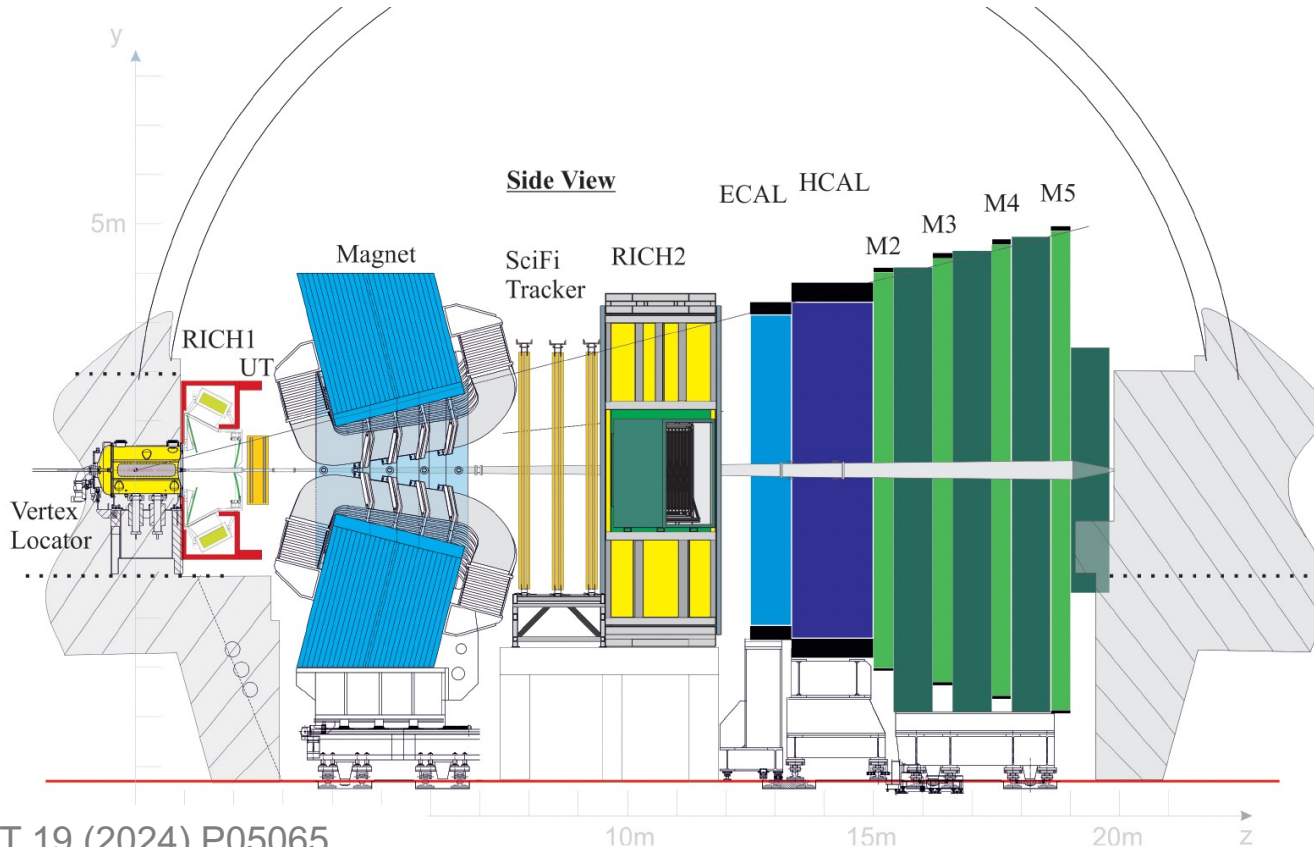 y
Side View
ECAL
HCAL
M5
M4
M3
M2
5m
Magnet
SciFi
Tracker
RICH2
RICH1
UT
Vertex
Locator
T 19 (2024) P05065
10m
15m
20m
z